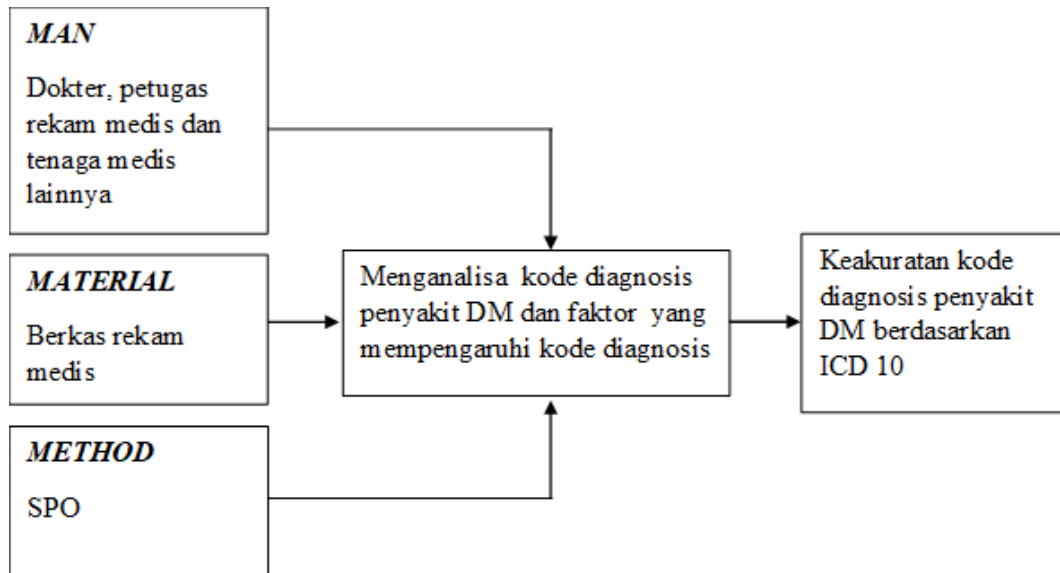 MAN
Dokter, petugas
rekam medis dan
tenaga medis
lainnya
MATERIAL
Berkas rekam
medis
METHOD
SPO
Menganalisa kode diagnosis
penyakit DM dan faktor yang
mempengaruhi kode diagnosis
Keakuratan kode
diagnosis penyakit
DM berdasarkan
ICD 10